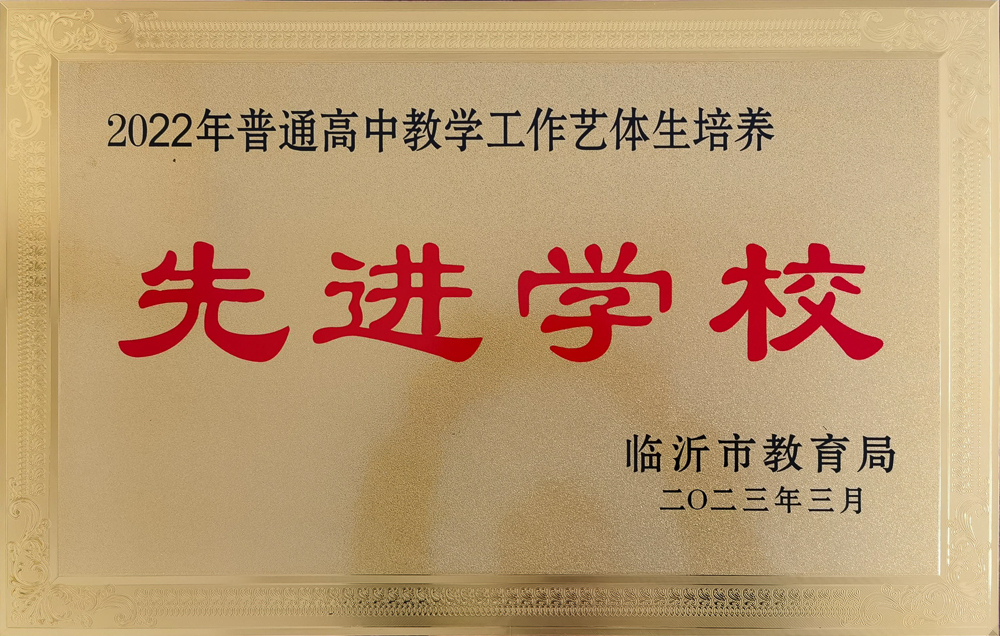 2022年普通高中教学工作艺体生培养
先进学校
临沂市教育局
二〇二三年三月